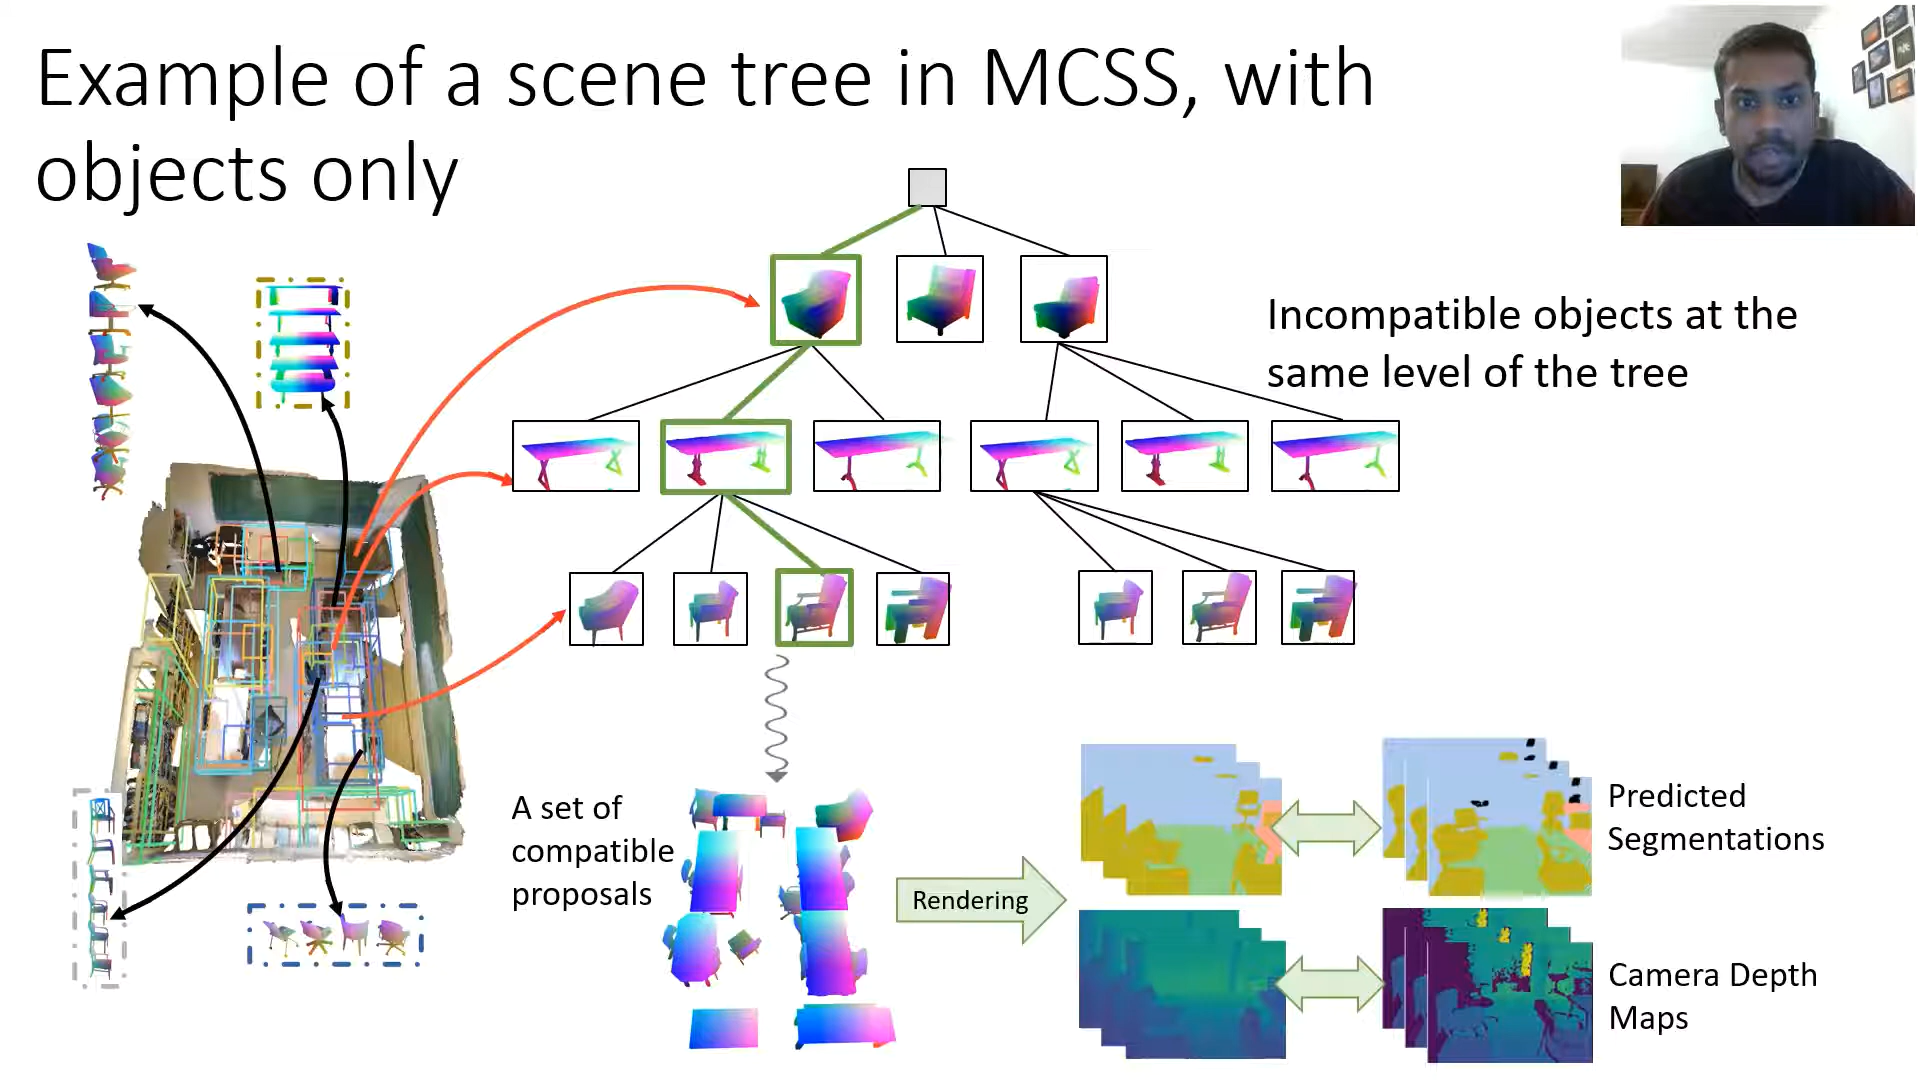 Example of a scene tree in MCSS, with
objects only
Incompatible objects at the
same level of the tree
A set of
compatible
proposals
Rendering
Predicted
Segmentations
Camera Depth
Maps